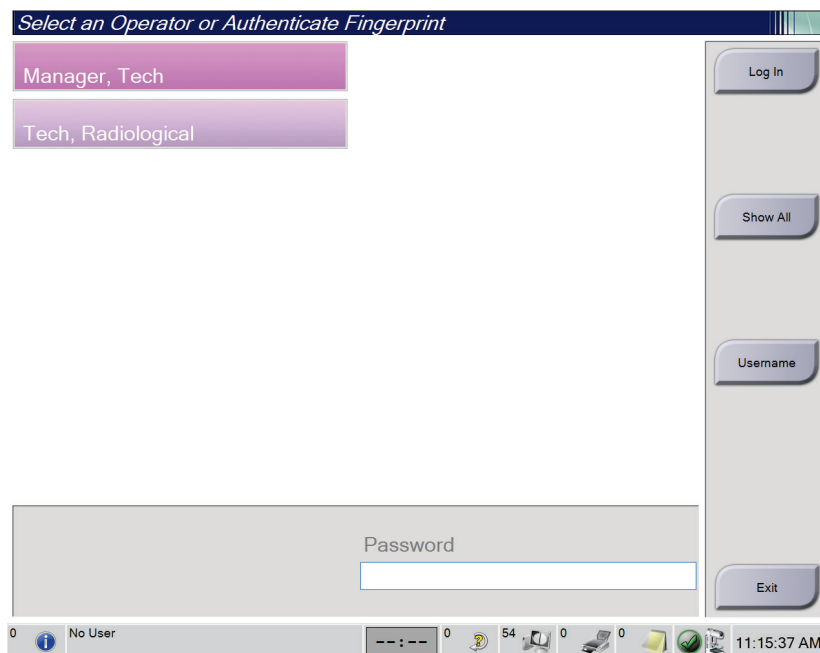 Select an Operator or Authenticate Fingerprint
Manager, Tech
Log In
Tech, Radiological
Show All
Username
Password
Exit
0
No User
--:--
0
54
0
0
11:15:37 AM